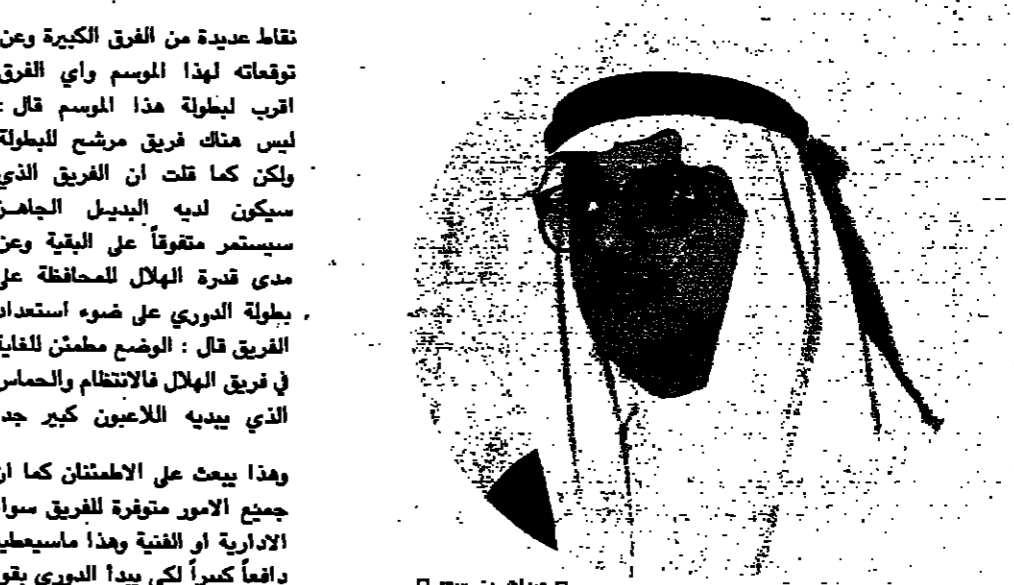 نقاط عديدة من الفرق الكبيرة وعن
توقعاته لهذا الموسم واي الفرق
اقرب لبطولة هذا الموسم قال :
ليس هناك فريق مرشح للبطولة
ولكن كما قلت ان الفريق الذي
سيكون لديه البديل الجاهز
سيستمر متفوقاً على البقية وعن
مدى قدرة الهلال للمحافظة على
بطولة الدوري على ضوء استعداد
الفريق قال : الوضع مطمئن للغاية
في فريق الهلال فالانتظام والحماس
الذي يبديه اللاعبون كبير جد
وهذا يبعث على الاطمئنان كما ان
جميع الامور متوفرة للفريق سوا
الادارية او الفنية وهذا ماسيعطي
دافعاً كبيراً لكي يبدأ الدوري بقو